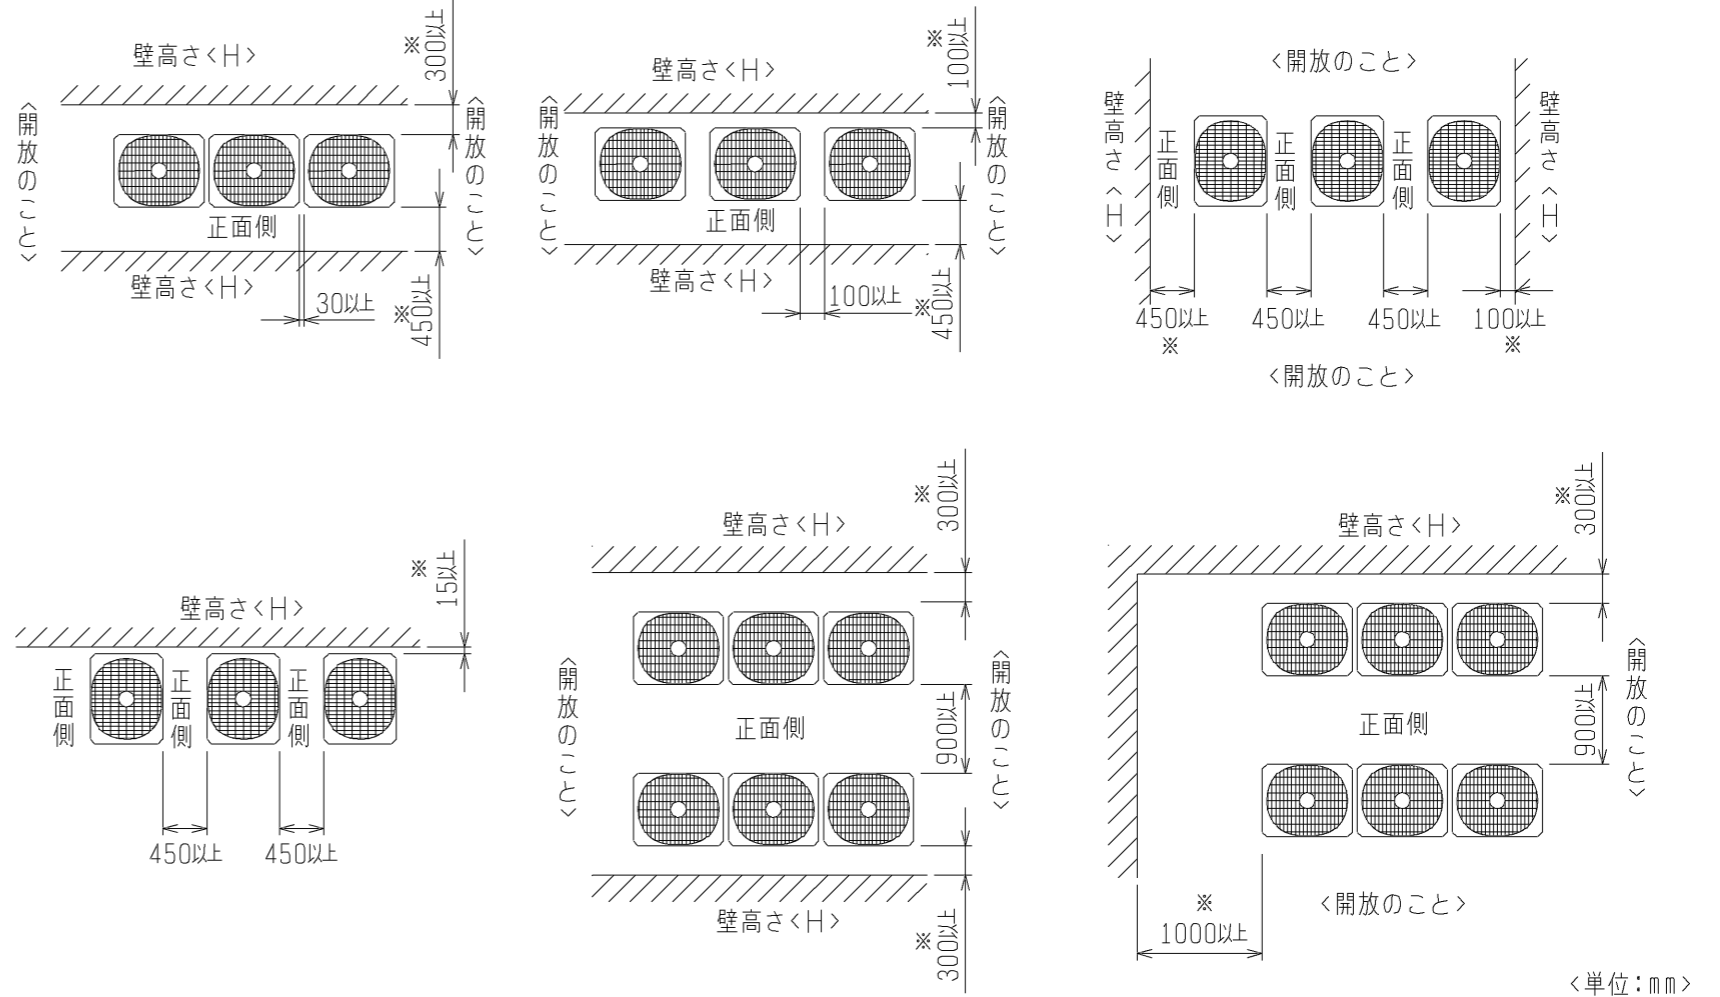 壁高さ<H>
※
300以上
<開放のこと>
<開放のこと>
正面側
壁高さ<H>
30以上
※
450以上
壁高さ<H>
※
100以上
<開放のこと>
<開放のこと>
正面側
壁高さ<H>
100以上
※
450以上
<開放のこと>
壁高さ<H>
正面側
正面側
正面側
壁高さ<H>
450以上
※
450以上
450以上
100以上
※
<開放のこと>
壁高さ<H>
※
15以上
正面側
正面側
正面側
450以上
450以上
壁高さ<H>
※
300以上
<開放のこと>
正面側
900以上
<開放のこと>
壁高さ<H>
※
300以上
壁高さ<H>
※
300以上
正面側
900以上
<開放のこと>
※
1000以上
<開放のこと>
<単位:mm>